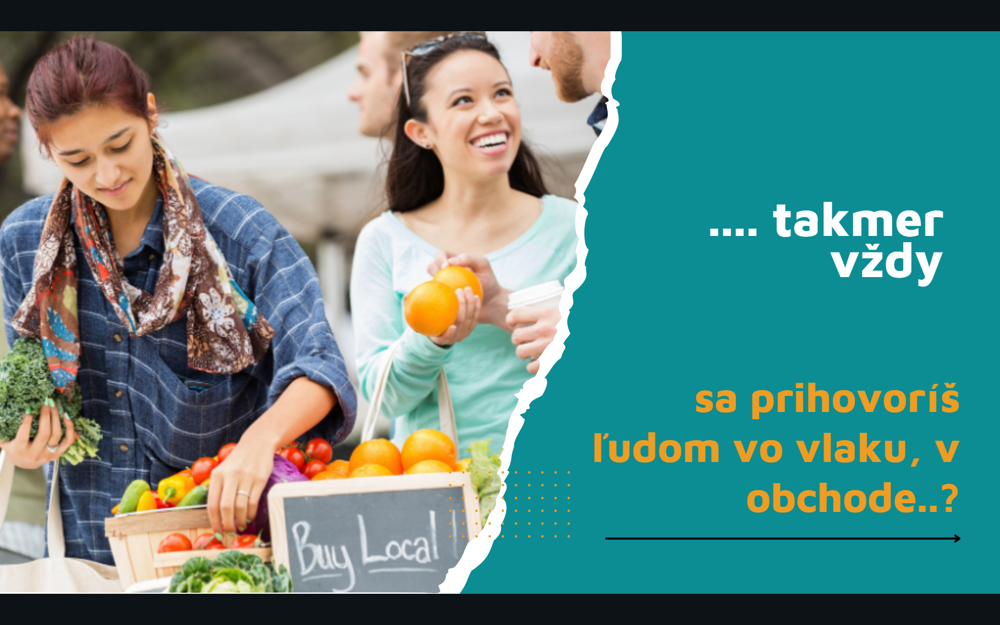 .... takmer
vždy
sa prihovoríš
ľudom vo vlaku, v
obchode..?
Buy Local !